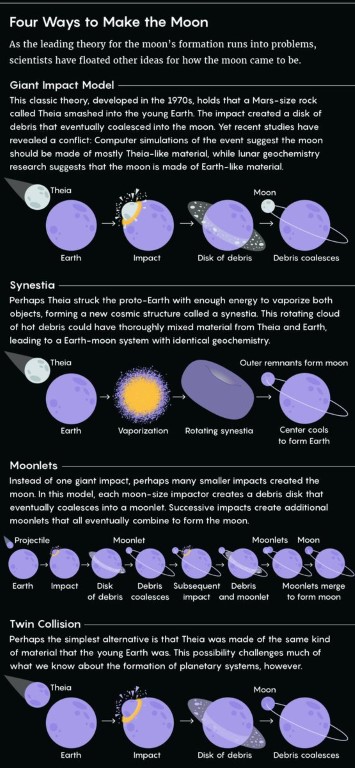 Four Ways to Make the Moon
As the leading theory for the moon's formation runs into problems,
scientists have floated other ideas for how the moon came to be.
Giant Impact Model
This classic theory, developed in the 1970s, holds that a Mars-size rock
called Theia smashed into the young Earth. The impact created a disk of
debris that eventually coalesced into the moon. Yet recent studies have
revealed a conflict: Computer simulations of the event suggest the moon
should be made of mostly Theia-like material, while lunar geochemistry
research suggests that the moon is made of Earth-like material.
Theia
Moon
Earth
Impact
Disk of debris
Debris coalesces
Synestia
Perhaps Theia struck the proto-Earth with enough energy to vaporize both
objects, forming a new cosmic structure called a synestia. This rotating cloud
of hot debris could have thoroughly mixed material from Theia and Earth,
leading to a Earth-moon system with identical geochemistry.
Theia
Outer remnants form moon
Earth
Vaporization
Rotating synestia
Center cools
to form Earth
Moonlets
Instead of one giant impact, perhaps many smaller impacts created the
moon. In this model, each moon-size impactor creates a debris disk that
eventually coalesces into a moonlet. Successive impacts create additional
moonlets that all eventually combine to form the moon.
Projectile
Moonlet
Moonlets
Moon
Earth
Impact
Disk
of debris
Debris
coalesces
Subsequent
impact
Debris
and moonlet
Moonlets merge
to form moon
Twin Collision
Perhaps the simplest alternative is that Theia was made of the same kind
of material that the young Earth was. This possibility challenges much of
what we know about the formation of planetary systems, however.
Theia
Moon
Earth
Impact
Disk of debris
Debris coalesces